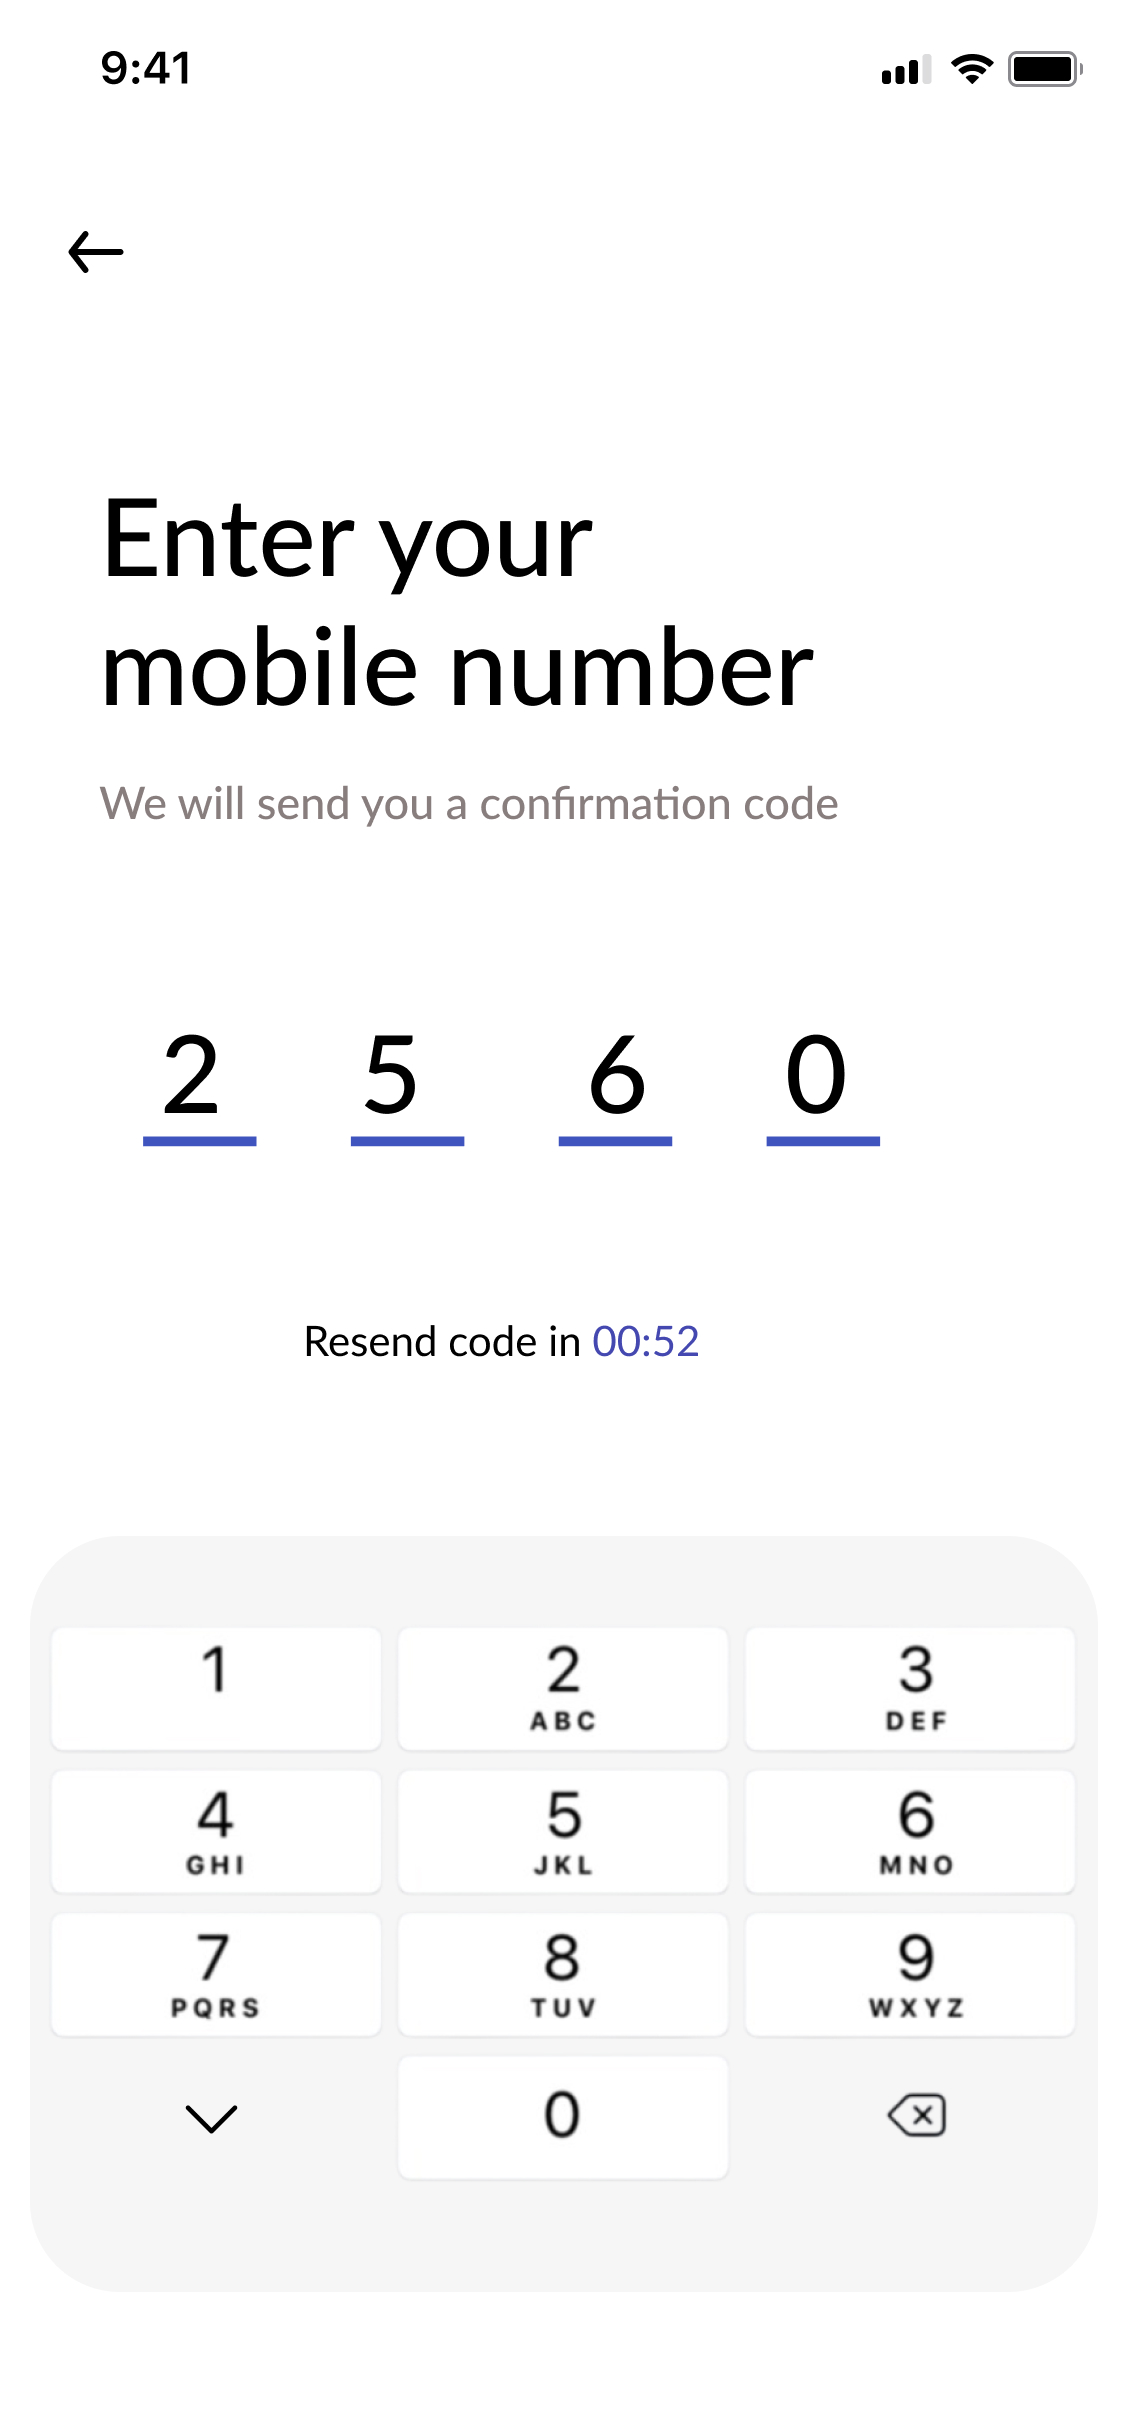 9:41
Enter your
mobile number
We will send you a confirmation code
2 5 6 0
Resend code in 00:52
1 2 3
ABC DEF
4 5 6
GHI JKL MNO
7 8 9
PQRS TUV WXYZ
0